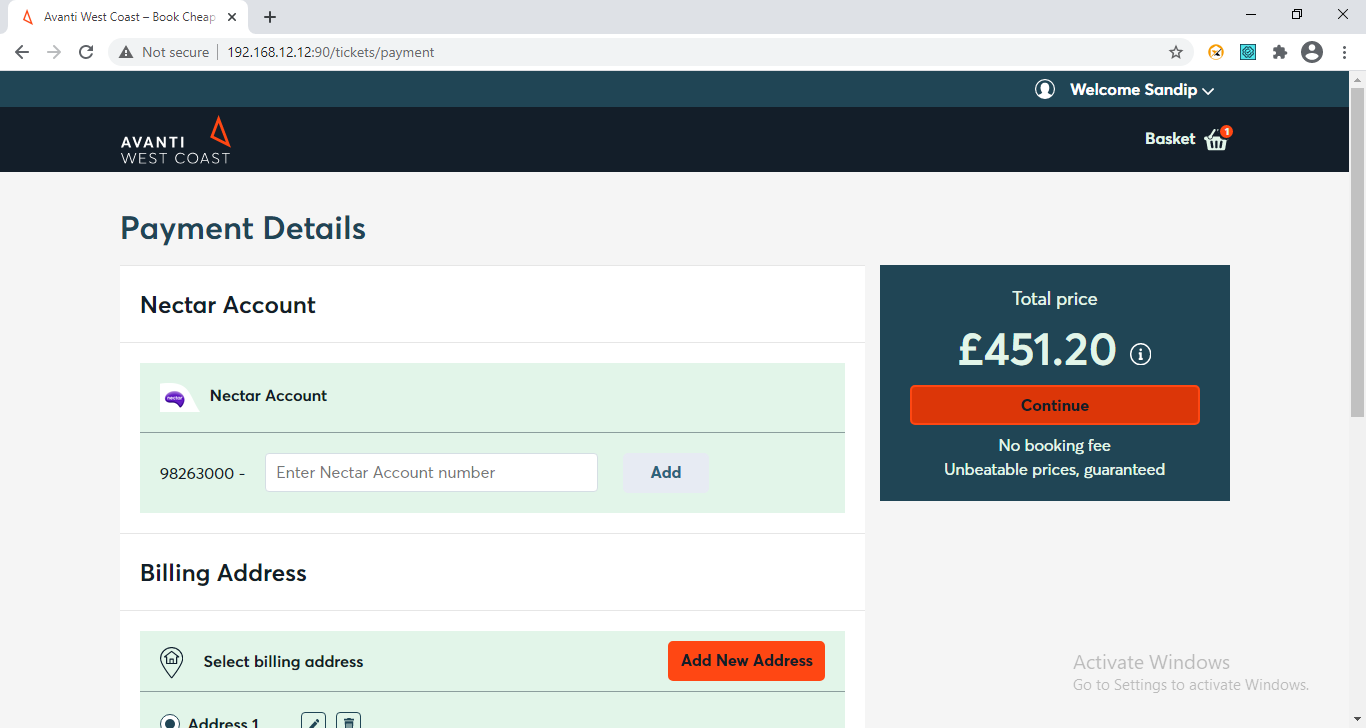 Avanti West Coast – Book Cheap
Not secure
192.168.12.12:90/tickets/payment
Welcome Sandip
AVANTI
WEST COAST
Basket
1
Payment Details
Nectar Account
nectar
Nectar Account
98263000 -
Enter Nectar Account number
Add
Total price
£451.20
i
Continue
No booking fee
Unbeatable prices, guaranteed
Billing Address
Select billing address
Add New Address
Address 1
Activate Windows
Go to Settings to activate Windows.